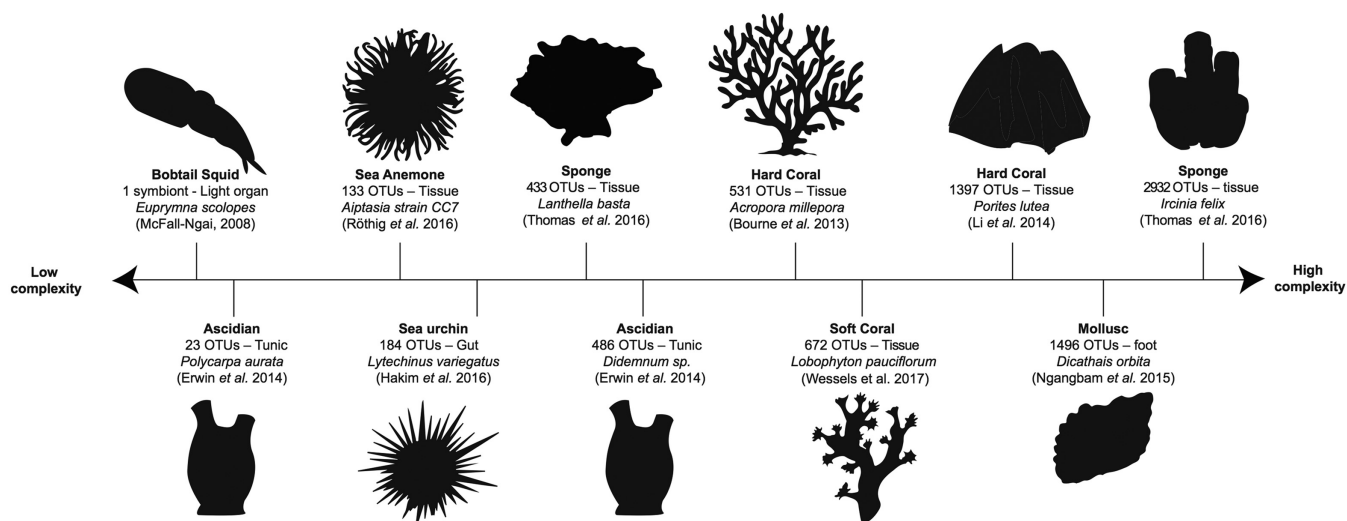 Bobtail Squid
1 symbiont - Light organ
Euprymna scolopes
(McFall-Ngai, 2008)
Sea Anemone
133 OTUs – Tissue
Aiptasia strain CC7
(Röthig et al. 2016)
Sponge
433 OTUs – Tissue
Lanthella basta
(Thomas et al. 2016)
Hard Coral
531 OTUs – Tissue
Acropora millepora
(Bourne et al. 2013)
Hard Coral
1397 OTUs – Tissue
Porites lutea
(Li et al. 2014)
Sponge
2932 OTUs – tissue
Ircinia felix
(Thomas et al. 2016)
Low
complexity
High
complexity
Ascidian
23 OTUs – Tunic
Polycarpa aurata
(Erwin et al. 2014)
Sea urchin
184 OTUs – Gut
Lytechinus variegatus
(Hakim et al. 2016)
Ascidian
486 OTUs – Tunic
Didemnum sp.
(Erwin et al. 2014)
Soft Coral
672 OTUs – Tissue
Lobophyton pauciflorum
(Wessels et al. 2017)
Mollusc
1496 OTUs – foot
Dicathais orbita
(Ngangbam et al. 2015)